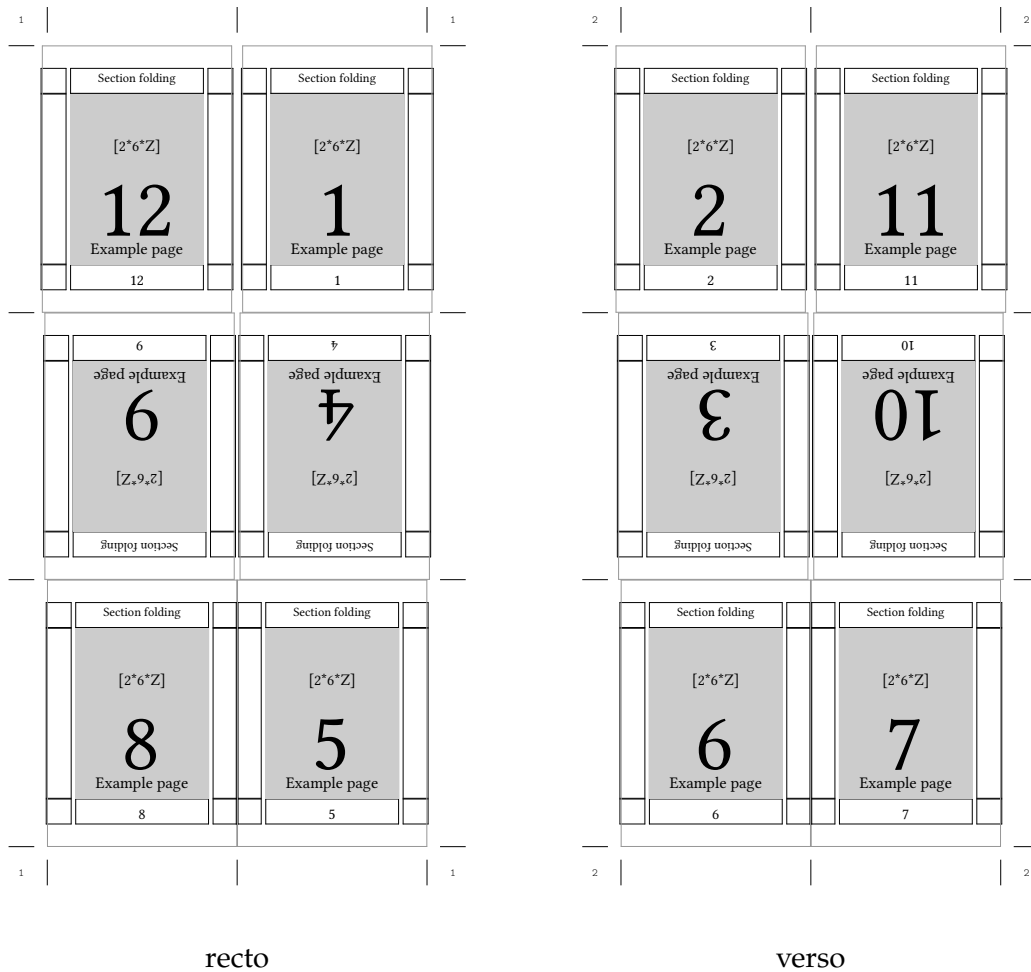 1 1 2 2
Section folding Section folding Section folding Section folding
[2*6*Z] [2*6*Z] [2*6*Z] [2*6*Z]
12 1 2 11
Example page Example page Example page Example page
12 1 2 11
9 4 3 10
Example page Example page Example page Example page
9 4 3 10
[2*6*Z] [2*6*Z] [2*6*Z] [2*6*Z]
Section folding Section folding Section folding Section folding
Section folding Section folding Section folding Section folding
[2*6*Z] [2*6*Z] [2*6*Z] [2*6*Z]
8 5 6 7
Example page Example page Example page Example page
8 5 6 7
1 1 2 2
recto verso